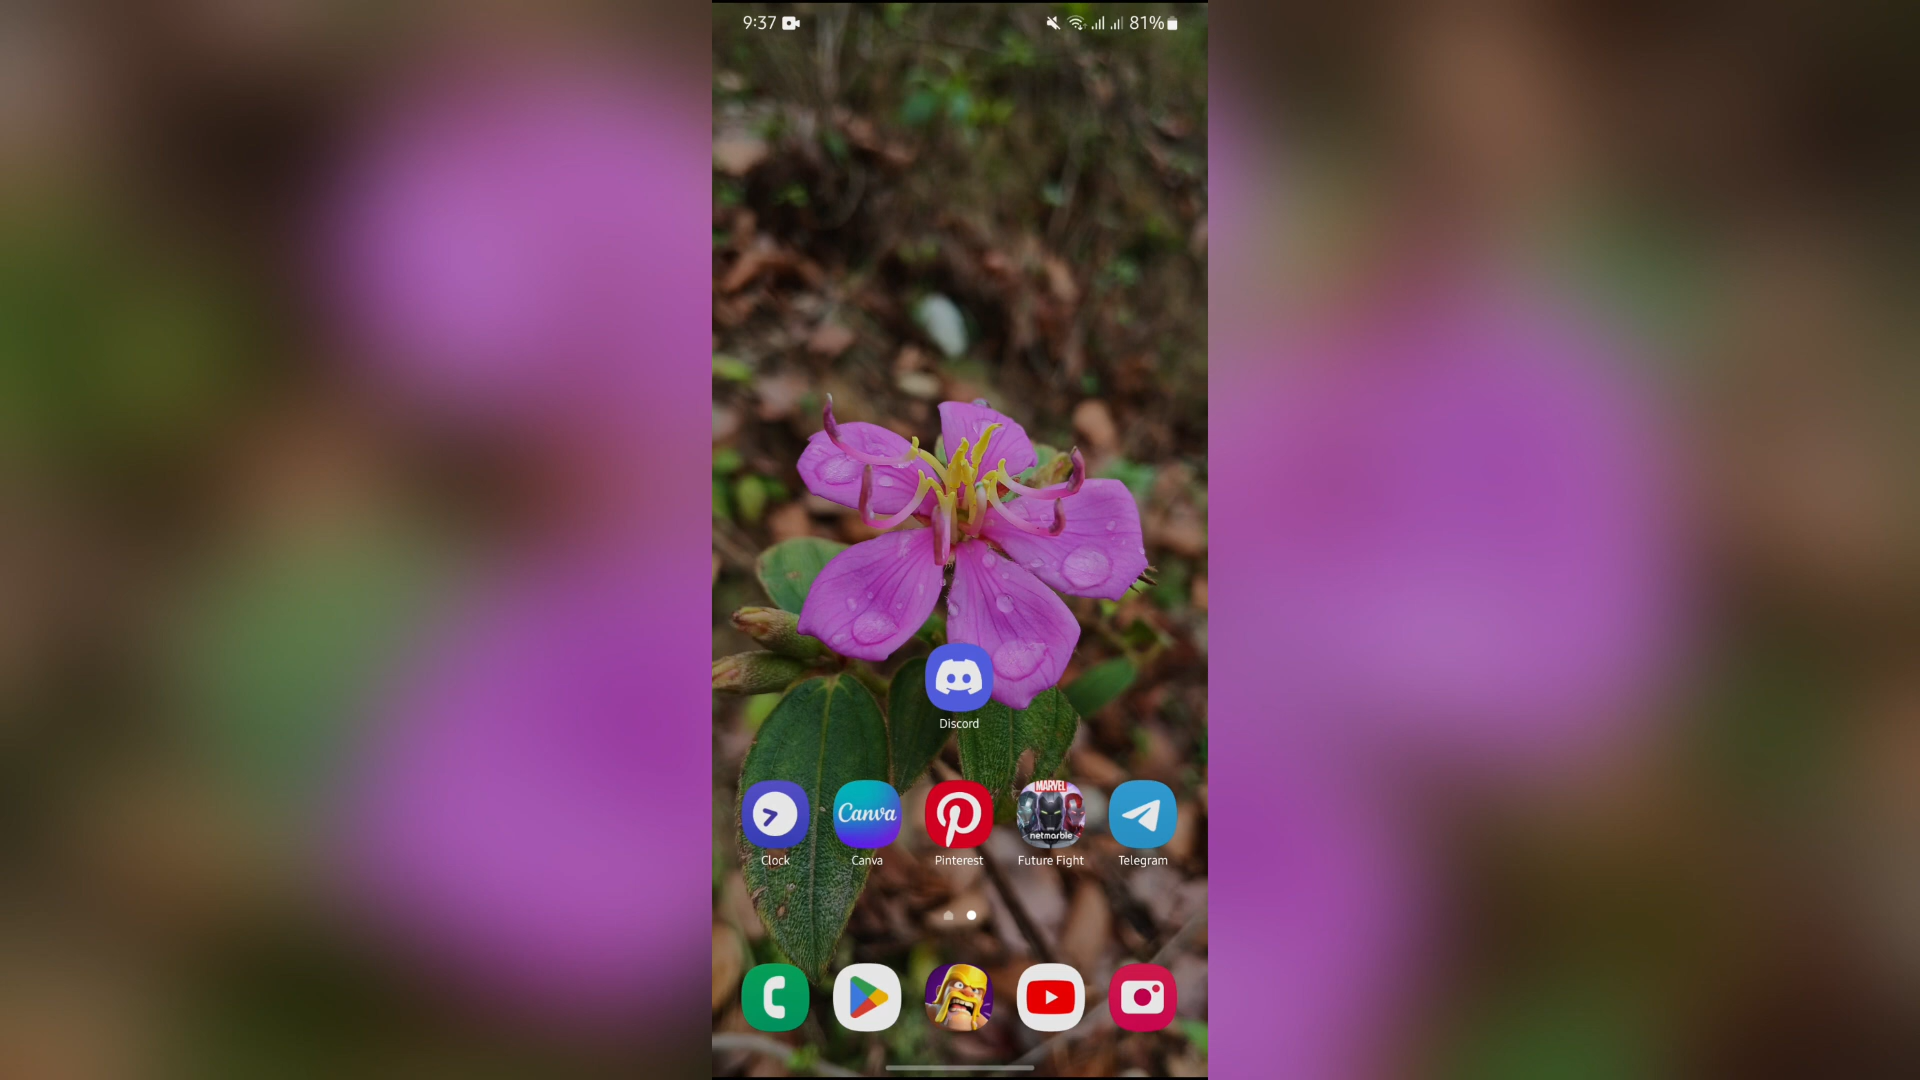 9:37
81%
Discord
Canva
MARVEL
netmarble
Clock
Canva
Pinterest
Future Fight
Telegram